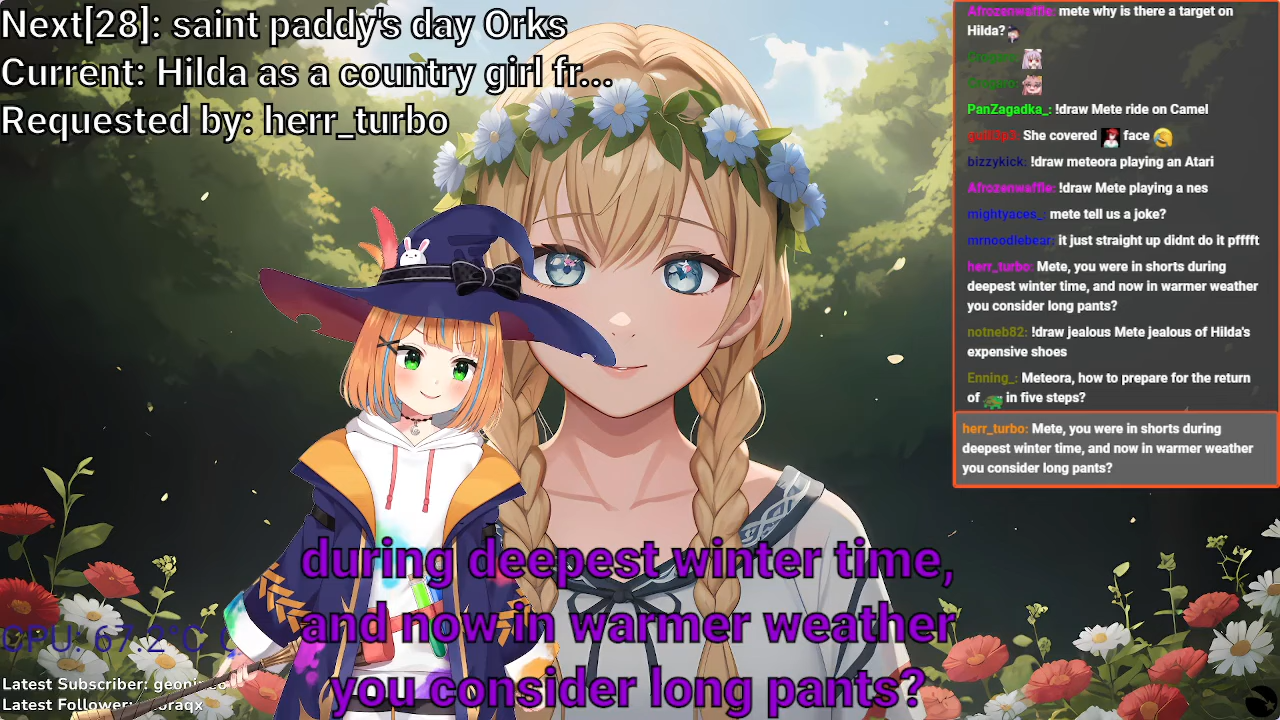 Next[28]: saint paddy's day Orks
Current: Hilda as a country girl fr...
Requested by: herr_turbo
Afrozenwaffle: mete why is there a target on
Hilda?
PanZagadka_: !draw Mete ride on Camel
She covered face
bizzykick: !draw meteora playing an Atari
Afrozenwaffle: !draw Mete playing a nes
mightyaces_: mete tell us a joke?
mrnoodlebear: it just straight up didnt do it pfffft
herr_turbo: Mete, you were in shorts during
deepest winter time, and now in warmer weather
you consider long pants?
notneb82: !draw jealous Mete jealous of Hilda's
expensive shoes
Enning_: Meteora, how to prepare for the return
of in five steps?
herr_turbo: Mete, you were in shorts during
deepest winter time, and now in warmer weather
you consider long pants?
during deepest winter time,
and now in warmer weather
you consider long pants?
CPU: 67.2°C
Latest Subscriber:
Latest Follower: